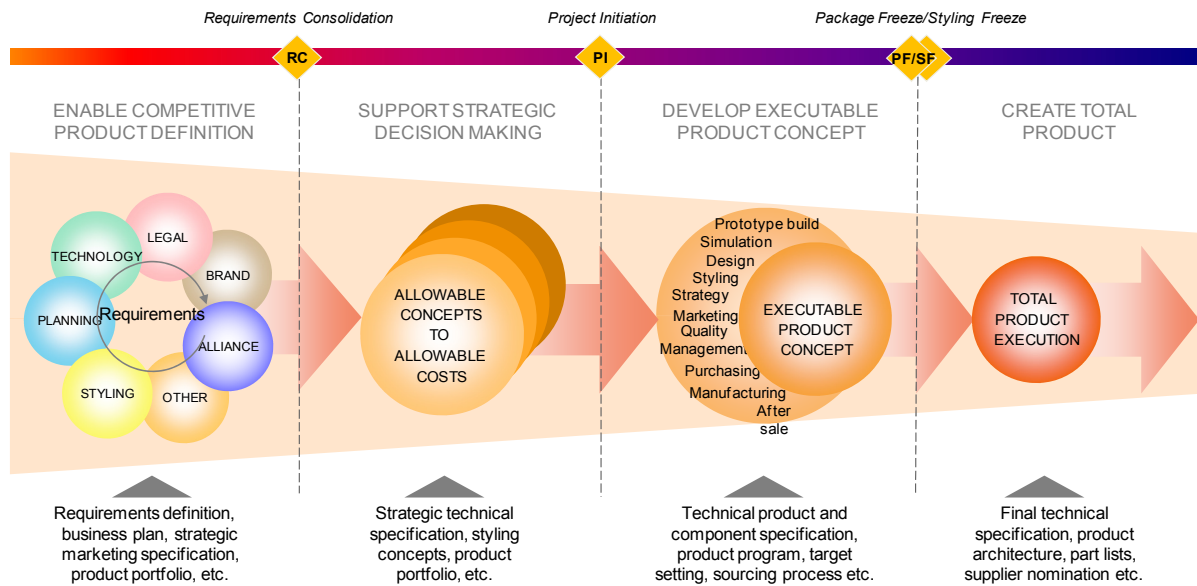 Requirements Consolidation
Project Initiation
Package Freeze/Styling Freeze
RC
PI
PF/SF
ENABLE COMPETITIVE
PRODUCT DEFINITION
SUPPORT STRATEGIC
DECISION MAKING
DEVELOP EXECUTABLE
PRODUCT CONCEPT
CREATE TOTAL
PRODUCT
LEGAL
TECHNOLOGY
BRAND
Requirements
PLANNING
ALLIANCE
STYLING
OTHER
ALLOWABLE
CONCEPTS
TO
ALLOWABLE
COSTS
Prototype build
Simulation
Design
Styling
Strategy
Marketing
Quality
Management
Purchasing
Manufacturing
After
sale
EXECUTABLE
PRODUCT
CONCEPT
TOTAL
PRODUCT
EXECUTION
Requirements definition,
business plan, strategic
marketing specification,
product portfolio, etc.
Strategic technical
specification, styling
concepts, product
portfolio, etc.
Technical product and
component specification,
product program, target
setting, sourcing process etc.
Final technical
specification, product
architecture, part lists,
supplier nomination etc.